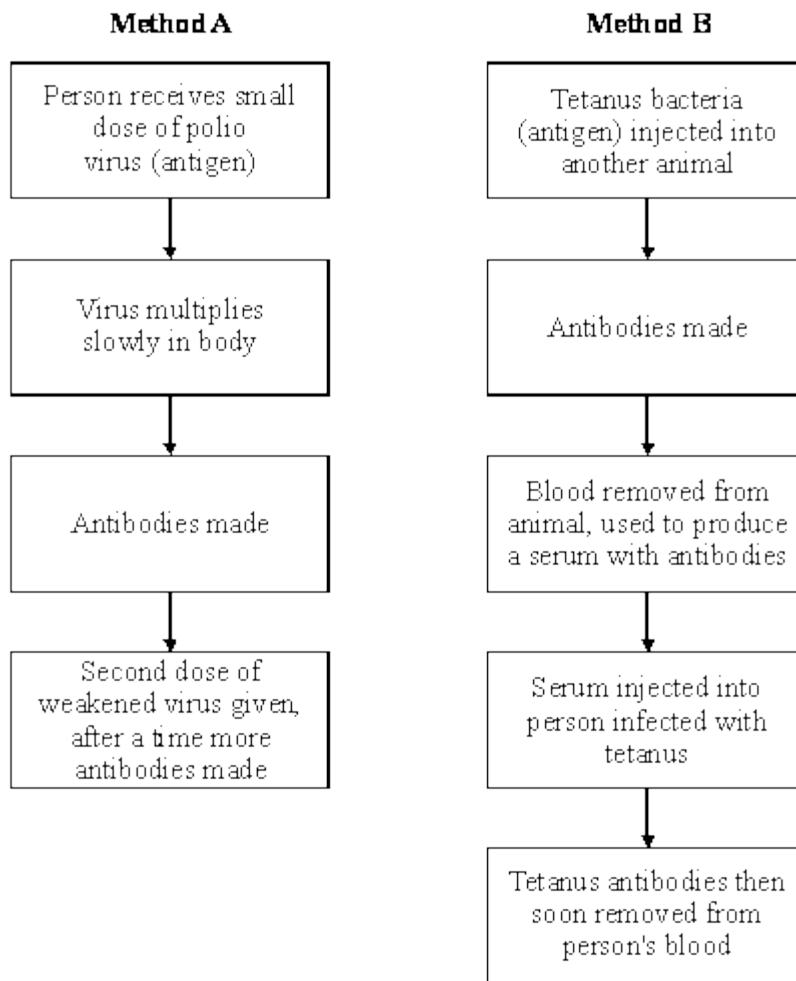 Method A
Person receives small
dose of polio
virus (antigen)
Virus multiplies
slowly in body
Antibodies made
Second dose of
weakened virus given,
after a time more
antibodies made
Method B
Tetanus bacteria
(antigen) injected into
another animal
Antibodies made
Blood removed from
animal, used to produce
a serum with antibodies
Serum injected into
person infected with
tetanus
Tetanus antibodies then
soon removed from
person's blood